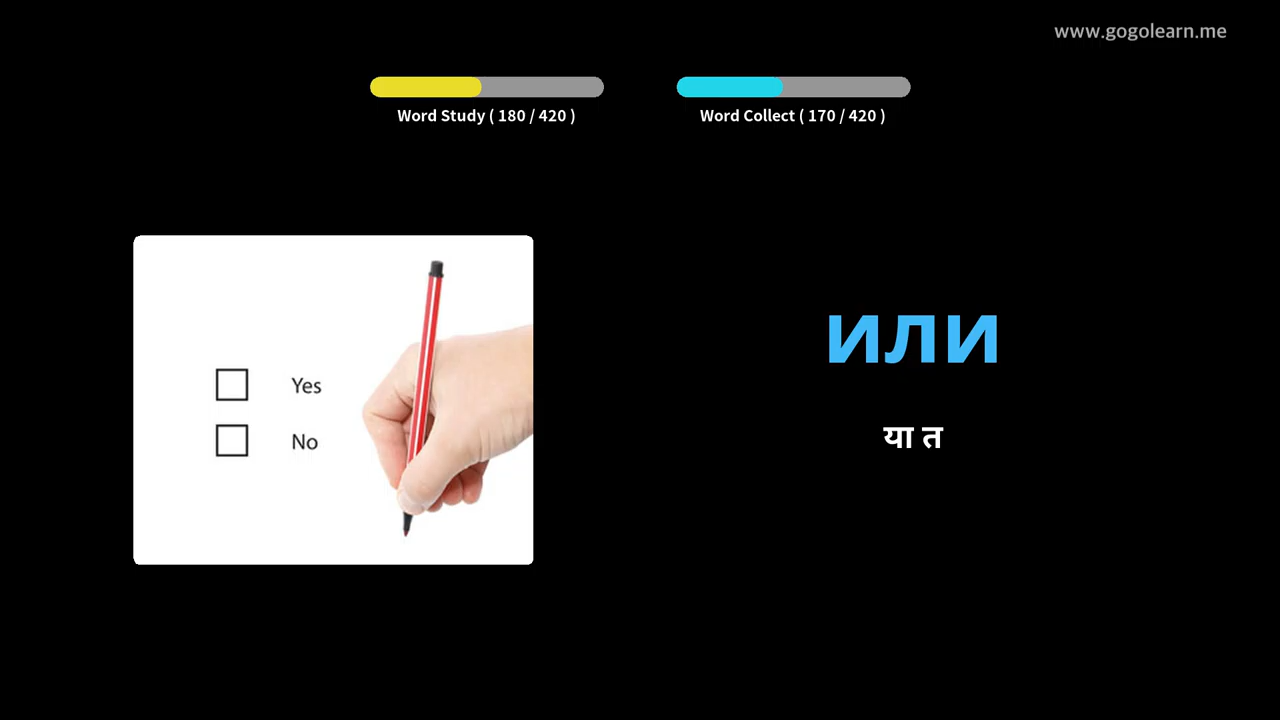 www.gogolearn.me
Word Study ( 180 / 420 )
Word Collect ( 170 / 420 )
Yes
No
или
या त